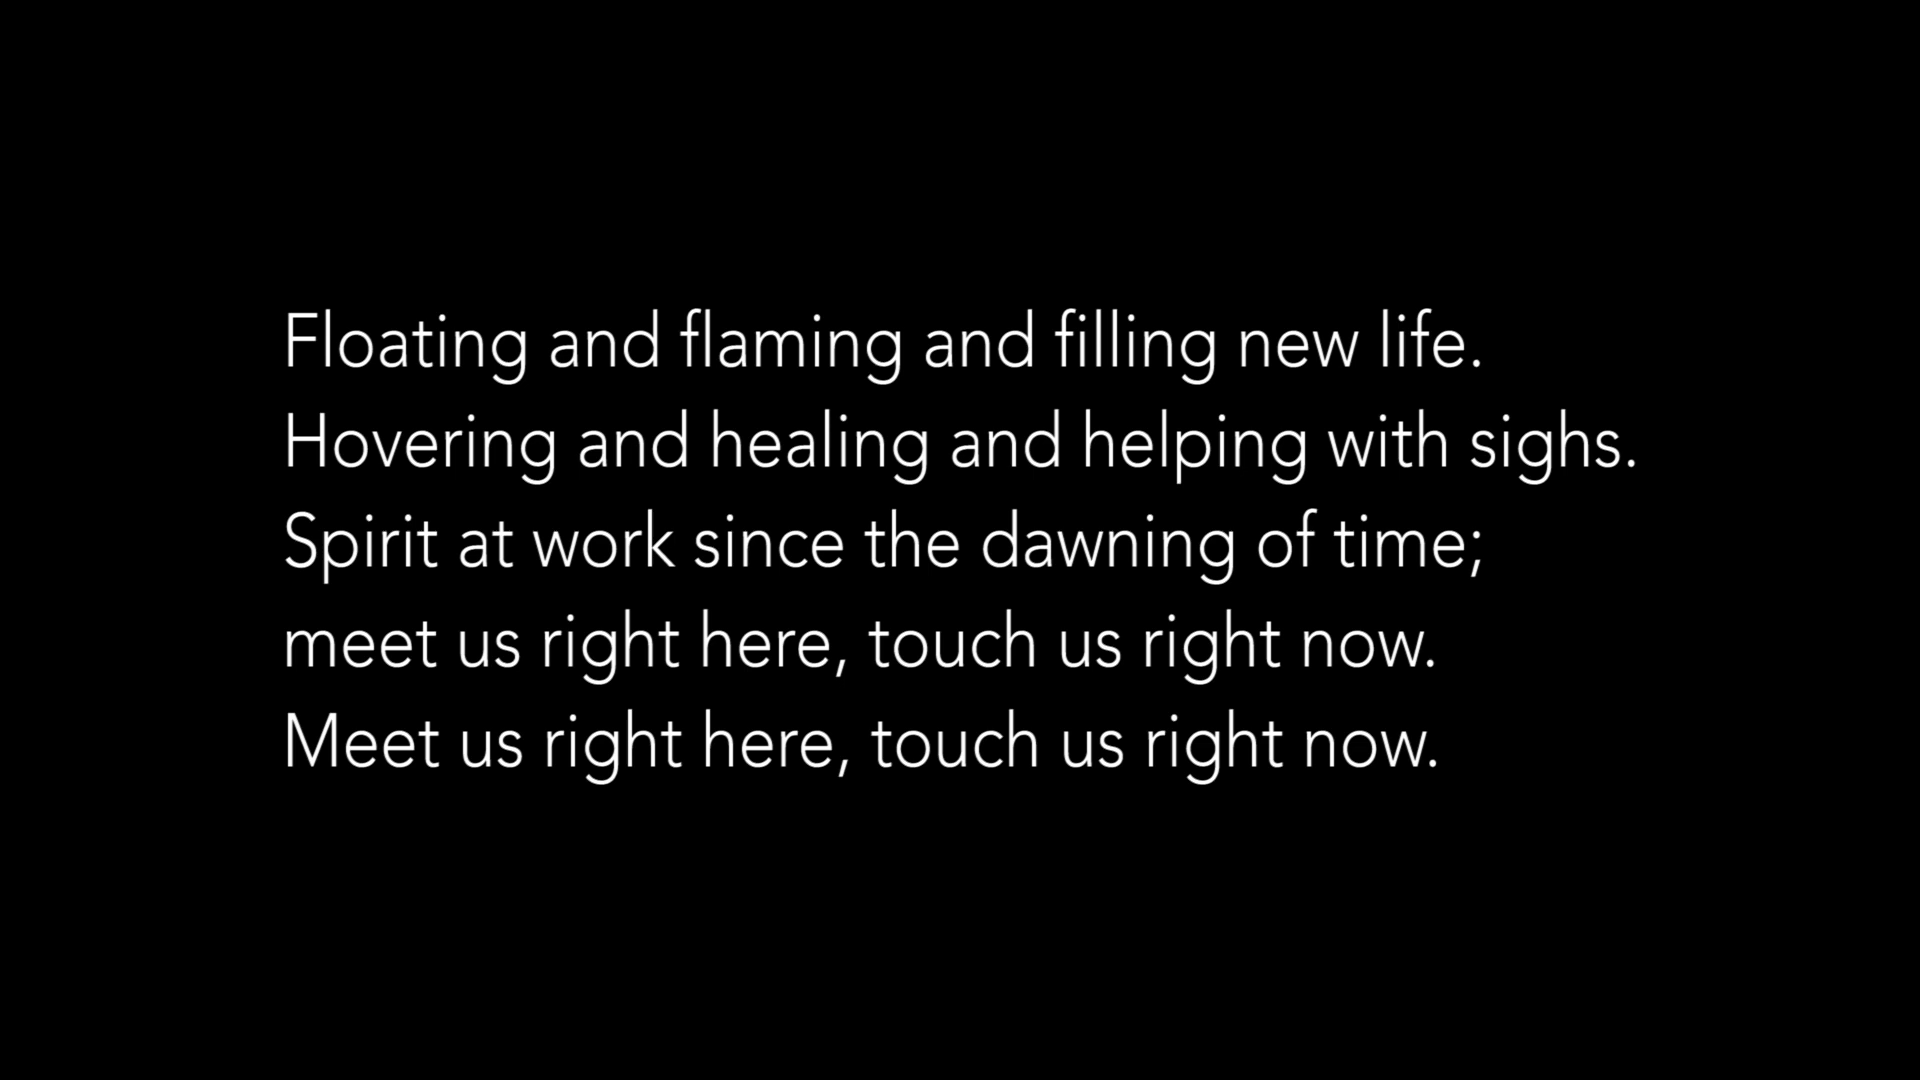 Floating and flaming and filling new life.
Hovering and healing and helping with sighs.
Spirit at work since the dawning of time;
meet us right here, touch us right now.
Meet us right here, touch us right now.